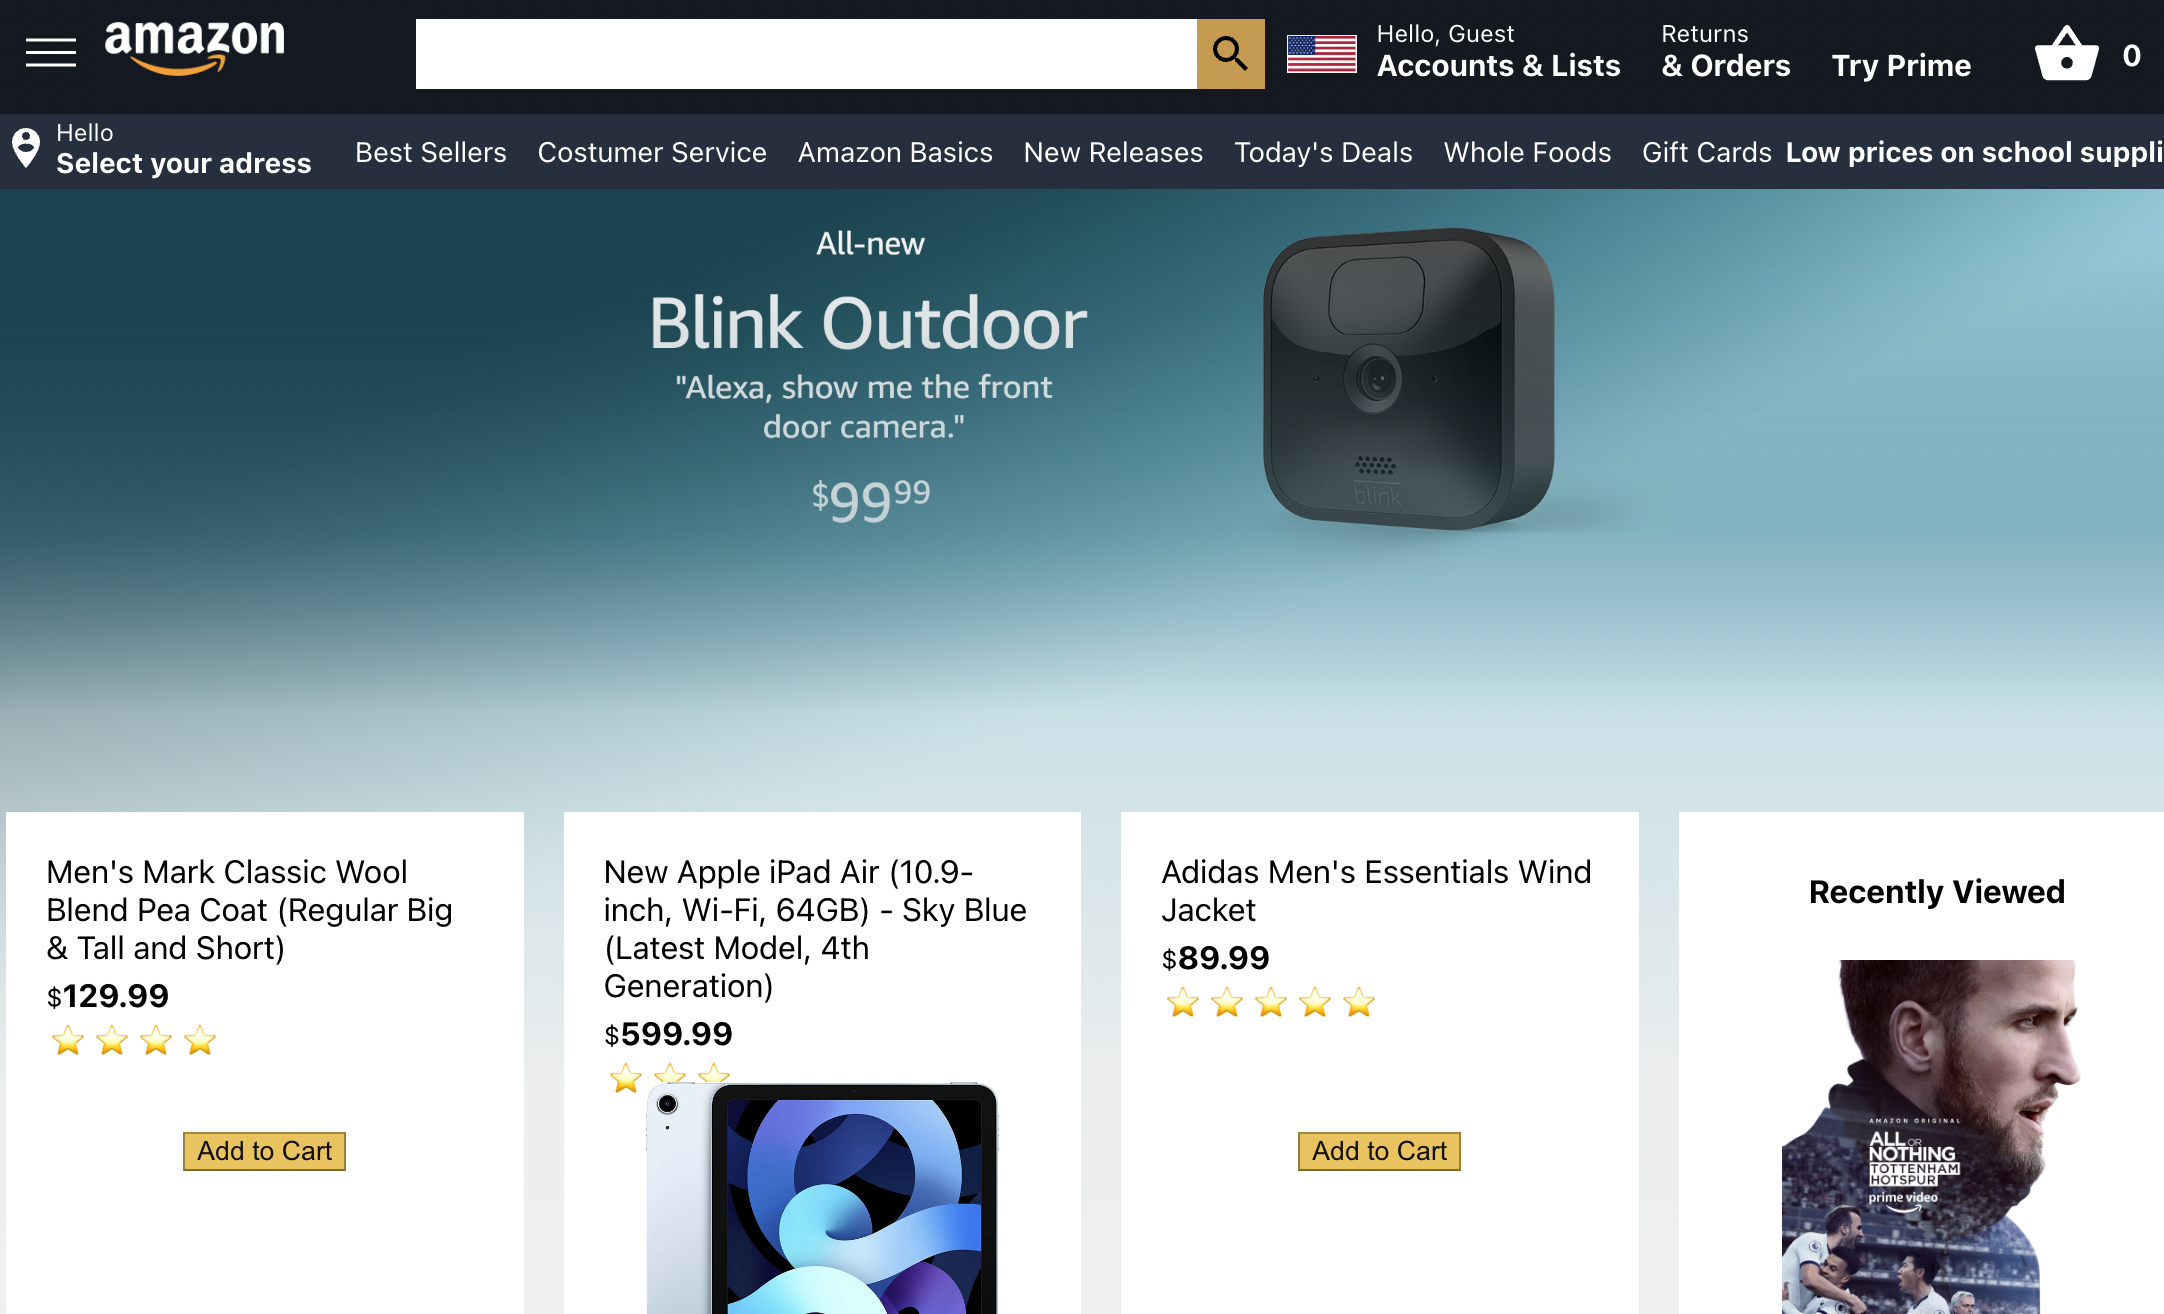 amazon
Hello, Guest
Accounts & Lists
Returns
& Orders
Try Prime
0
Hello
Select your adress
Best Sellers
Costumer Service
Amazon Basics
New Releases
Today's Deals
Whole Foods
Gift Cards
Low prices on school suppli
All-new
Blink Outdoor
"Alexa, show me the front
door camera."
$99 99
blink
Men's Mark Classic Wool
Blend Pea Coat (Regular Big
& Tall and Short)
$129.99
Add to Cart
New Apple iPad Air (10.9-
inch, Wi-Fi, 64GB) - Sky Blue
(Latest Model, 4th
Generation)
$599.99
Adidas Men's Essentials Wind
Jacket
$89.99
Add to Cart
Recently Viewed
AMAZON ORIGINAL
ALL OR
NOTHING
TOTTENHAM
HOTSPUR
prime video